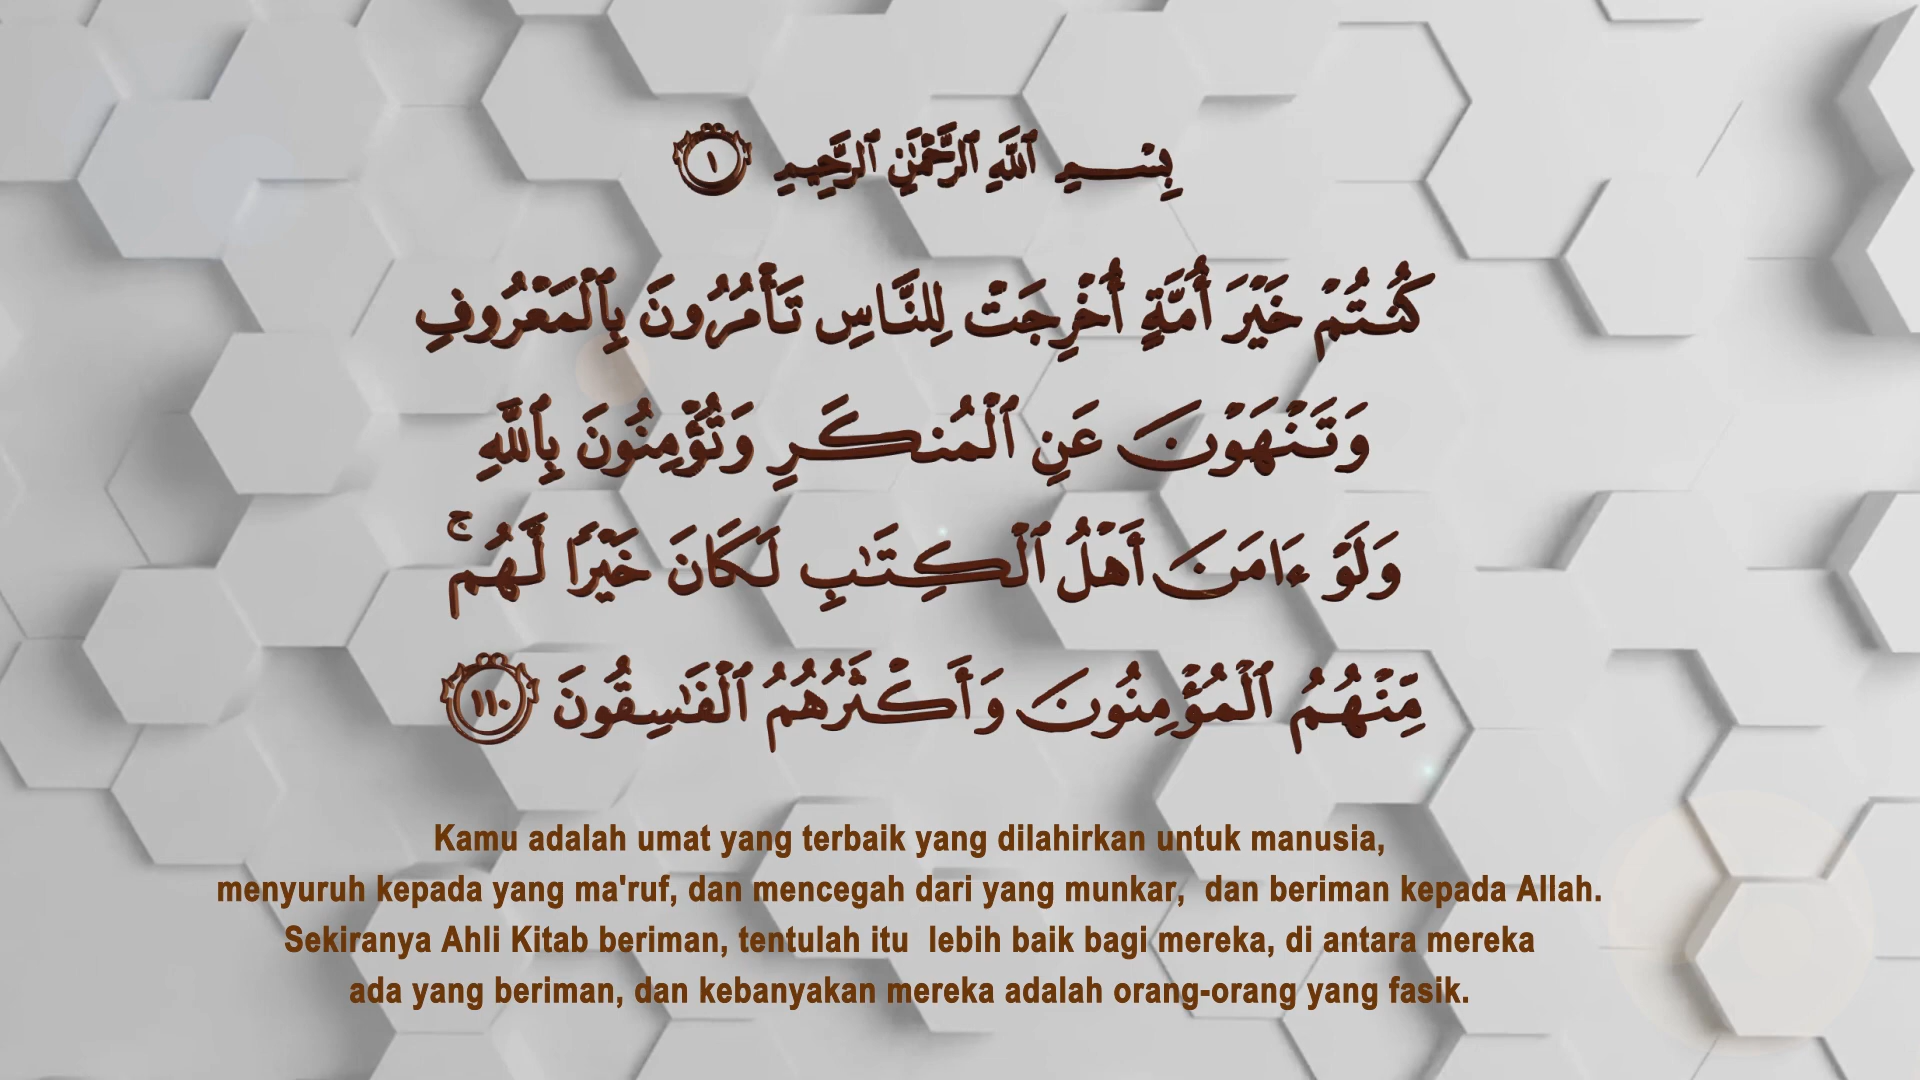 بِسْمِ ٱللَّهِ ٱلرَّحْمَٰنِ ٱلرَّحِيمِ ١
كُنتُمْ خَيْرَ أُمَّةٍ أُخْرِجَتْ لِلنَّاسِ تَأْمُرُونَ بِٱلْمَعْرُوفِ
وَتَنْهَوْنَ عَنِ ٱلْمُنكَرِ وَتُؤْمِنُونَ بِٱللَّهِ
وَلَوْ ءَامَنَ أَهْلُ ٱلْكِتَٰبِ لَكَانَ خَيْرًا لَّهُم ۚ
مِّنْهُمُ ٱلْمُؤْمِنُونَ وَأَكْثَرُهُمُ ٱلْفَٰسِقُونَ ١١٠
Kamu adalah umat yang terbaik yang dilahirkan untuk manusia,
menyuruh kepada yang ma'ruf, dan mencegah dari yang munkar, dan beriman kepada Allah.
Sekiranya Ahli Kitab beriman, tentulah itu lebih baik bagi mereka, di antara mereka
ada yang beriman, dan kebanyakan mereka adalah orang-orang yang fasik.